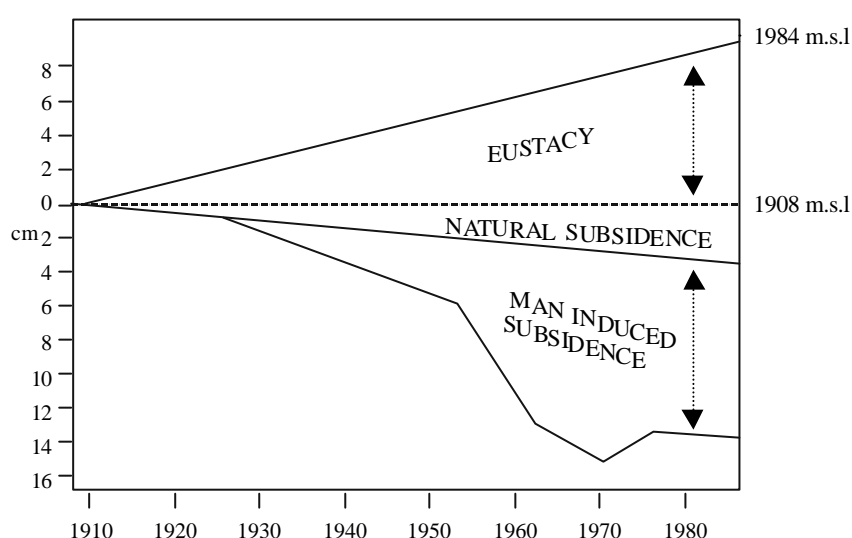 1984 m.s.l
8
6
4
2
0
cm
2
4
6
8
10
12
14
16
EUSTACY
1908 m.s.l
NATURAL SUBSIDENCE
MAN INDUCED
SUBSIDENCE
1910 1920 1930 1940 1950 1960 1970 1980